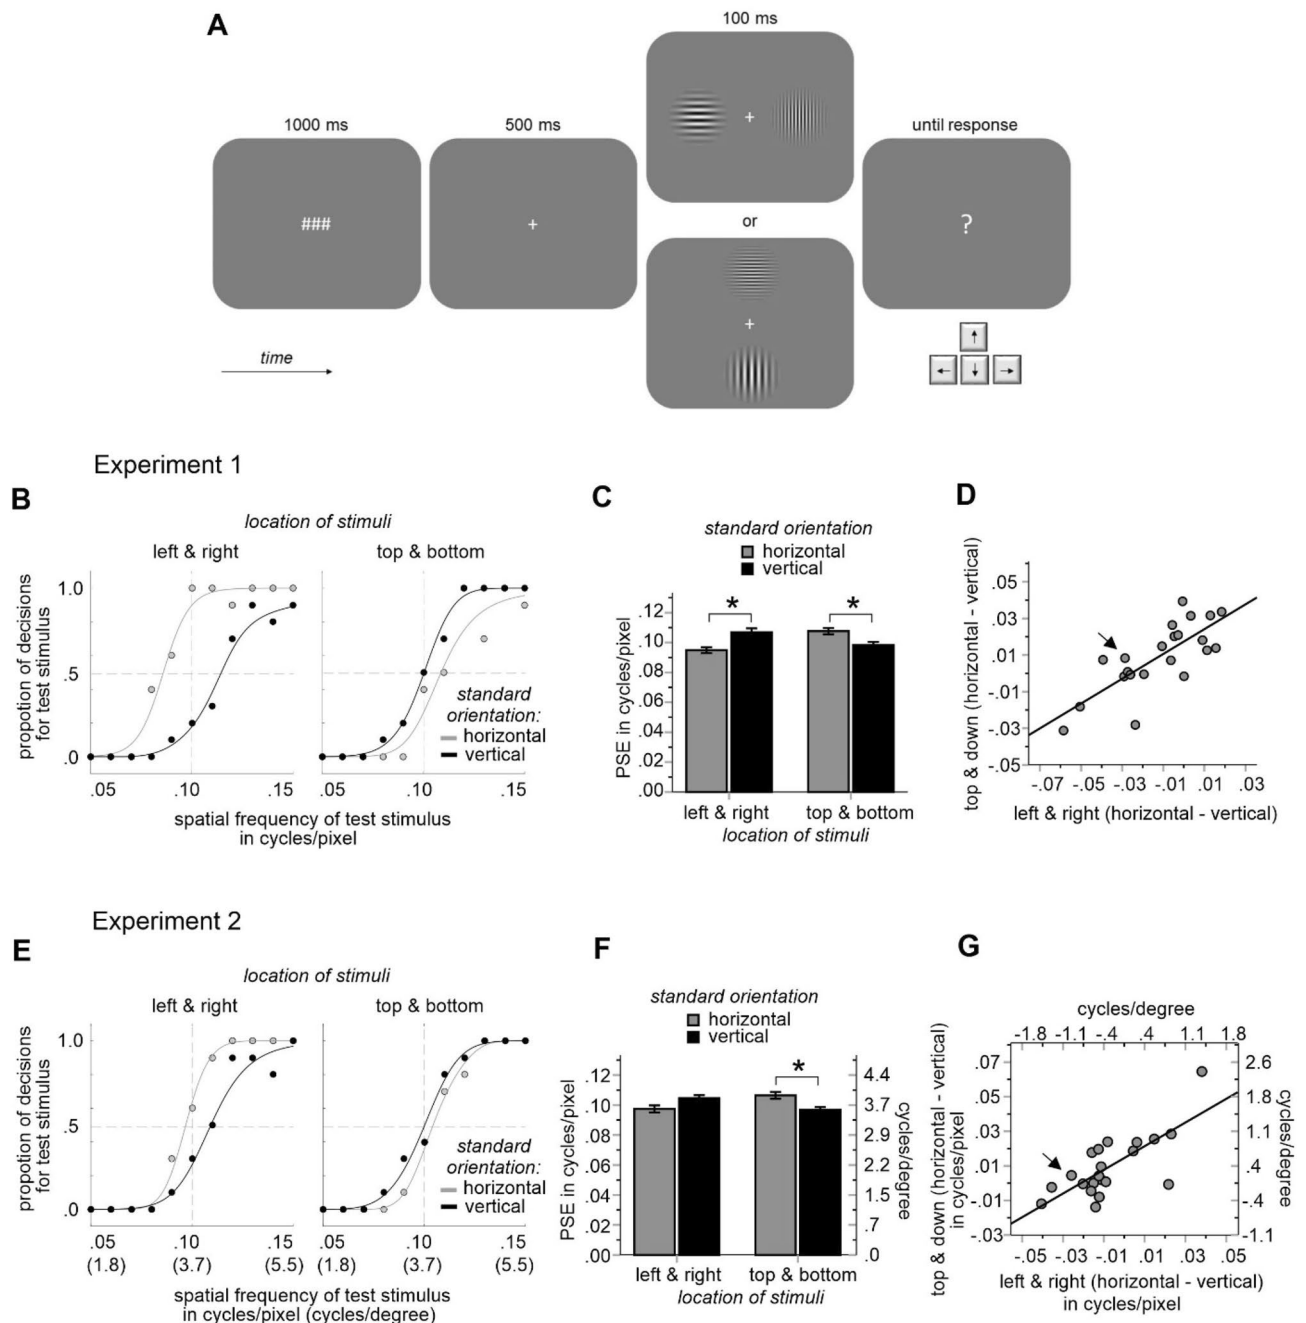 A
100 ms
1000 ms
500 ms
until response
###
+
+
or
+
?
time
↑
← ↓ →
Experiment 1
B
location of stimuli
left & right
top & bottom
propotion of decisions
for test stimulus
1.0
.5
.0
standard
orientation:
horizontal
vertical
.05 .10 .15
.05 .10 .15
spatial frequency of test stimulus
in cycles/pixel
C
standard orientation
horizontal
vertical
PSE in cycles/pixel
.12
.10
.08
.06
.04
.02
.00
*
*
left & right
top & bottom
location of stimuli
D
top & down (horizontal - vertical)
.05
.03
.01
-.01
-.03
-.05
-.07 -.05 -.03 -.01 .01 .03
left & right (horizontal - vertical)
Experiment 2
E
location of stimuli
left & right
top & bottom
propotion of decisions
for test stimulus
1.0
.5
.0
standard
orientation:
horizontal
vertical
.05 .10 .15
(1.8) (3.7) (5.5)
.05 .10 .15
(1.8) (3.7) (5.5)
spatial frequency of test stimulus
in cycles/pixel (cycles/degree)
F
standard orientation
horizontal
vertical
PSE in cycles/pixel
.12
.10
.08
.06
.04
.02
.00
*
4.4
3.7
2.9
2.2
1.5
.7
0
cycles/degree
left & right
top & bottom
location of stimuli
G
cycles/degree
-1.8 -1.1 -.4 .4 1.1 1.8
top & down (horizontal - vertical)
in cycles/pixel
.07
.05
.03
.01
-.01
-.03
2.6
1.8
1.1
.4
-.4
-1.1
cycles/degree
-.05 -.03 -.01 .01 .03 .05
left & right (horizontal - vertical)
in cycles/pixel